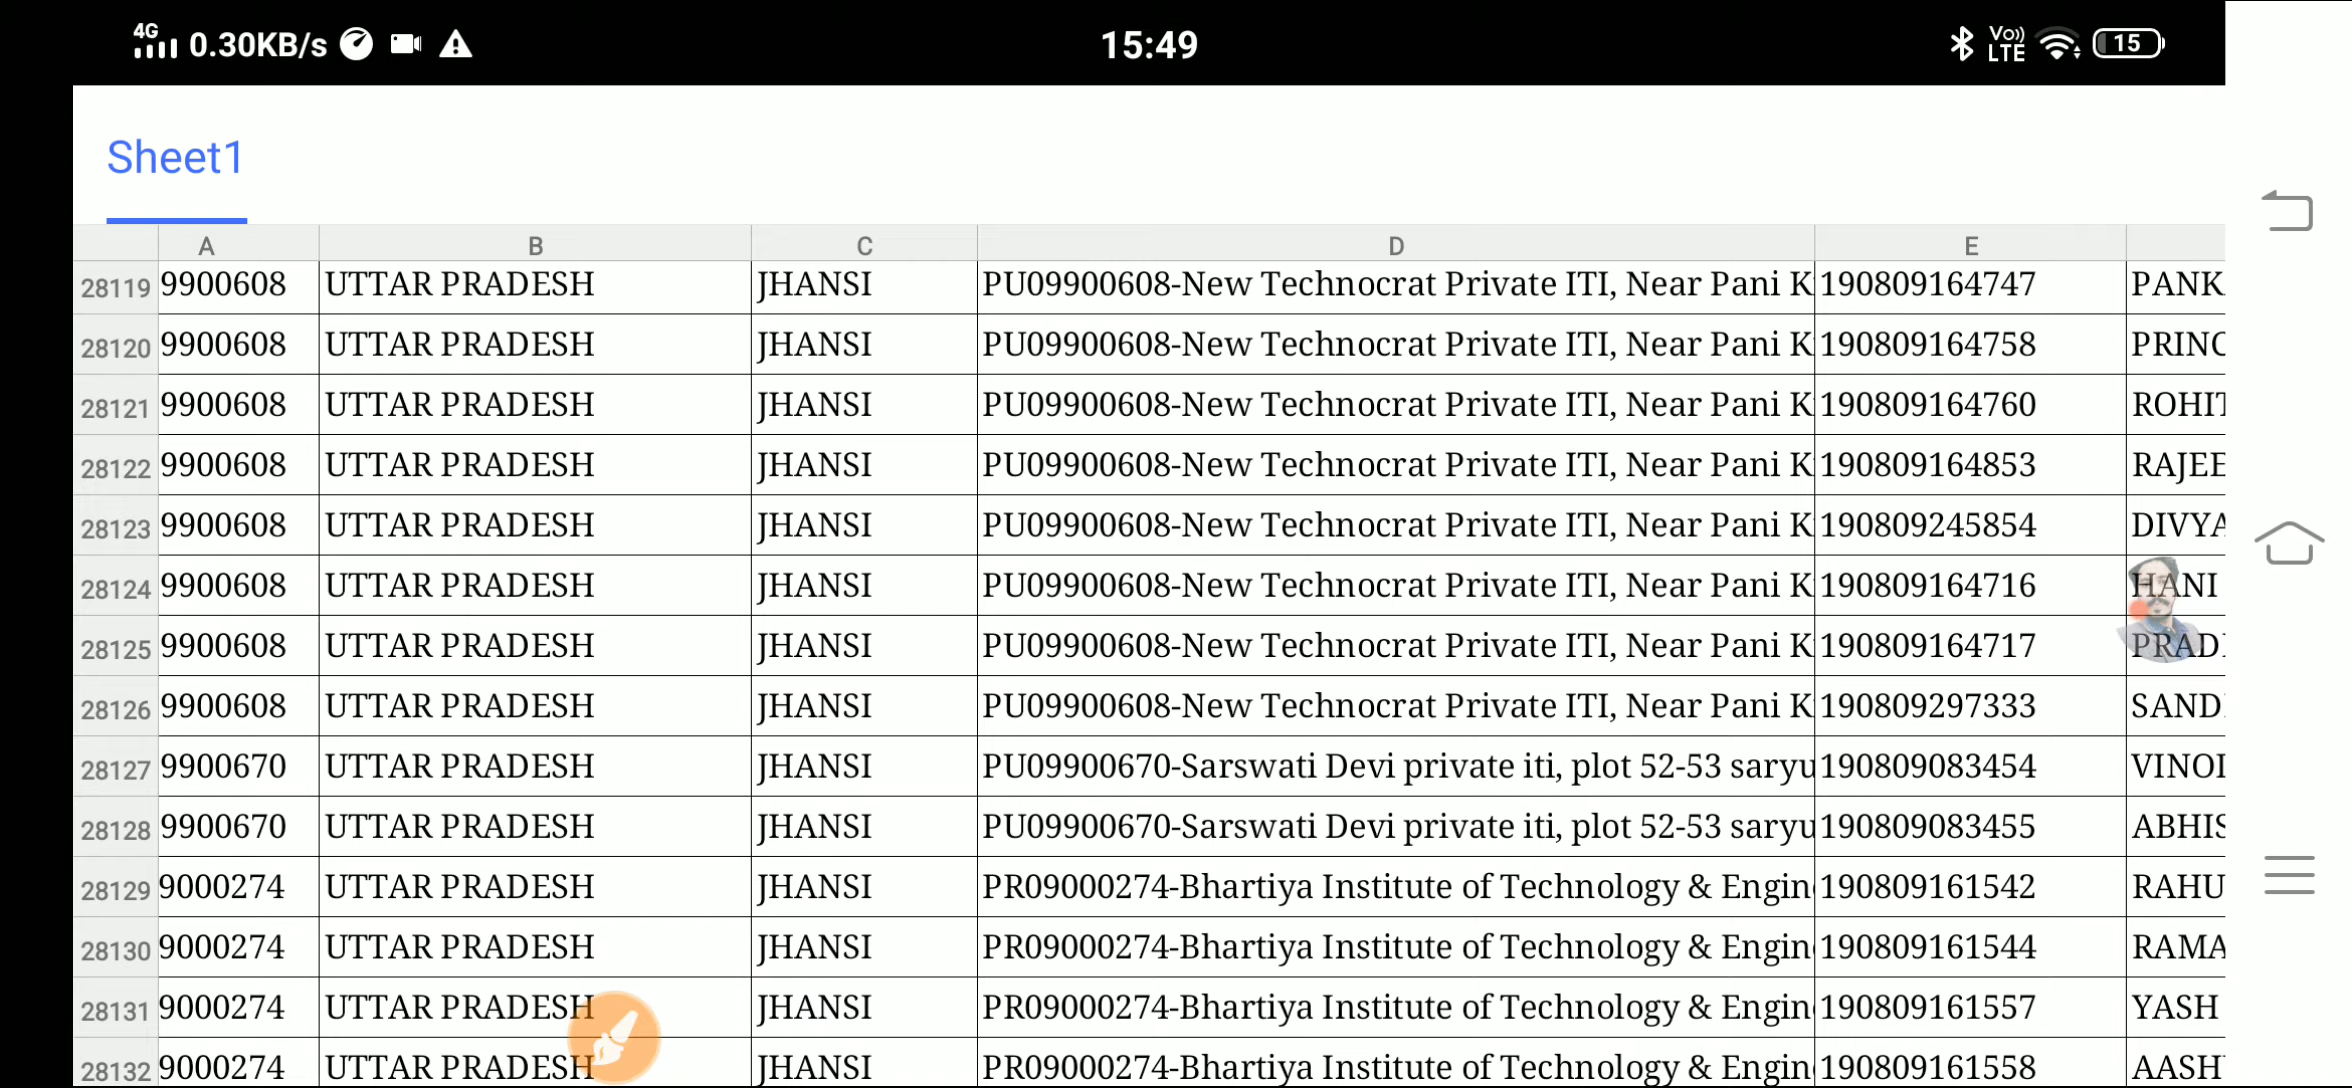 4G 0.30KB/s 15:49 Vo)) LTE 15
Sheet1
A B C D E
28119 9900608 UTTAR PRADESH JHANSI PU09900608-New Technocrat Private ITI, Near Pani K 190809164747 PANK
28120 9900608 UTTAR PRADESH JHANSI PU09900608-New Technocrat Private ITI, Near Pani K 190809164758 PRINC
28121 9900608 UTTAR PRADESH JHANSI PU09900608-New Technocrat Private ITI, Near Pani K 190809164760 ROHIT
28122 9900608 UTTAR PRADESH JHANSI PU09900608-New Technocrat Private ITI, Near Pani K 190809164853 RAJEE
28123 9900608 UTTAR PRADESH JHANSI PU09900608-New Technocrat Private ITI, Near Pani K 190809245854 DIVYA
28124 9900608 UTTAR PRADESH JHANSI PU09900608-New Technocrat Private ITI, Near Pani K 190809164716 HANI
28125 9900608 UTTAR PRADESH JHANSI PU09900608-New Technocrat Private ITI, Near Pani K 190809164717 PRAD
28126 9900608 UTTAR PRADESH JHANSI PU09900608-New Technocrat Private ITI, Near Pani K 190809297333 SAND
28127 9900670 UTTAR PRADESH JHANSI PU09900670-Sarswati Devi private iti, plot 52-53 saryu 190809083454 VINO
28128 9900670 UTTAR PRADESH JHANSI PU09900670-Sarswati Devi private iti, plot 52-53 saryu 190809083455 ABHIS
28129 9000274 UTTAR PRADESH JHANSI PR09000274-Bhartiya Institute of Technology & Engin 190809161542 RAHU
28130 9000274 UTTAR PRADESH JHANSI PR09000274-Bhartiya Institute of Technology & Engin 190809161544 RAMA
28131 9000274 UTTAR PRADESH JHANSI PR09000274-Bhartiya Institute of Technology & Engin 190809161557 YASH
28132 9000274 UTTAR PRADESH JHANSI PR09000274-Bhartiya Institute of Technology & Engin 190809161558 AASH